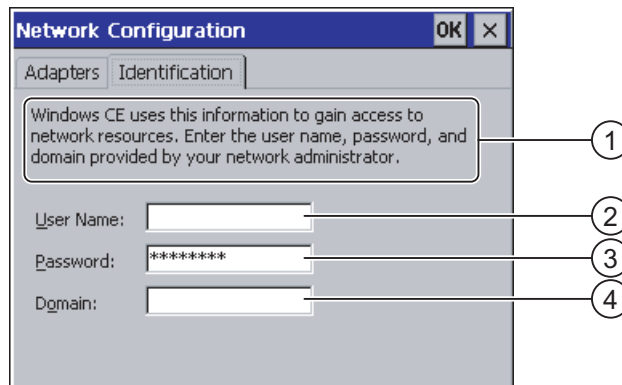 Network Configuration OK ×
Adapters Identification
Windows CE uses this information to gain access to
network resources. Enter the user name, password, and
domain provided by your network administrator.
1
User Name: 2
Password: ******** 3
Domain: 4